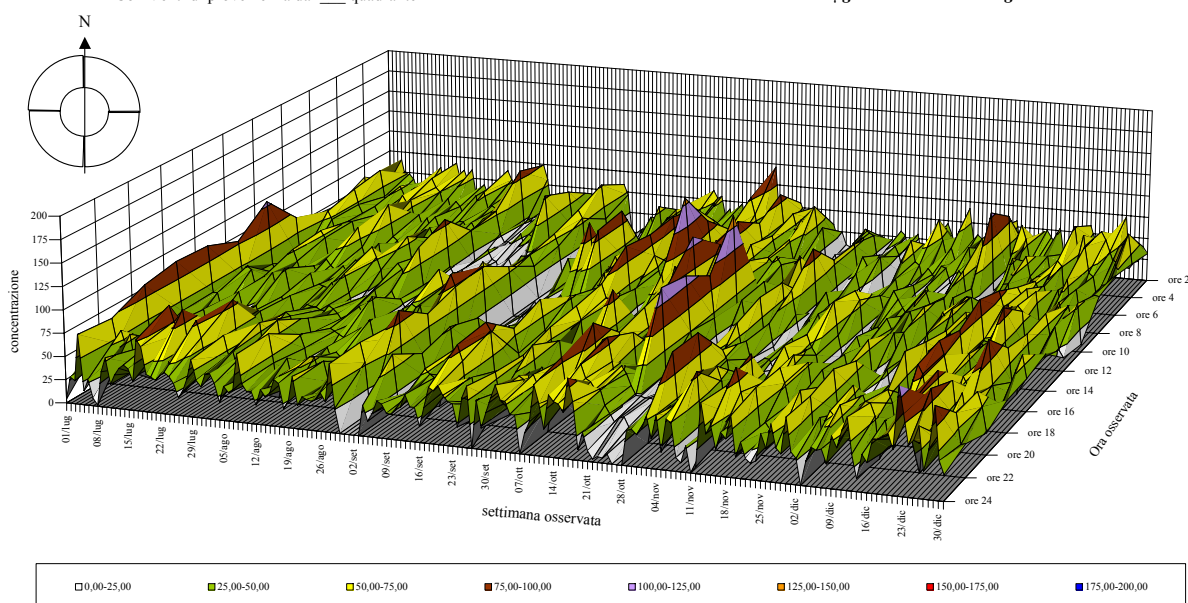 N
200
175
150
125
100
75
50
25
0
concentrazione
01/lug
08/lug
15/lug
22/lug
29/lug
05/ago
12/ago
19/ago
26/ago
02/set
09/set
16/set
23/set
30/set
07/ott
14/ott
21/ott
28/ott
04/nov
11/nov
18/nov
25/nov
02/dic
09/dic
16/dic
23/dic
30/dic
settimana osservata
ore 2
ore 4
ore 6
ore 8
ore 10
ore 12
ore 14
ore 16
ore 18
ore 20
ore 22
ore 24
Ora osservata
0,00-25,00 25,00-50,00 50,00-75,00 75,00-100,00 100,00-125,00 125,00-150,00 150,00-175,00 175,00-200,00